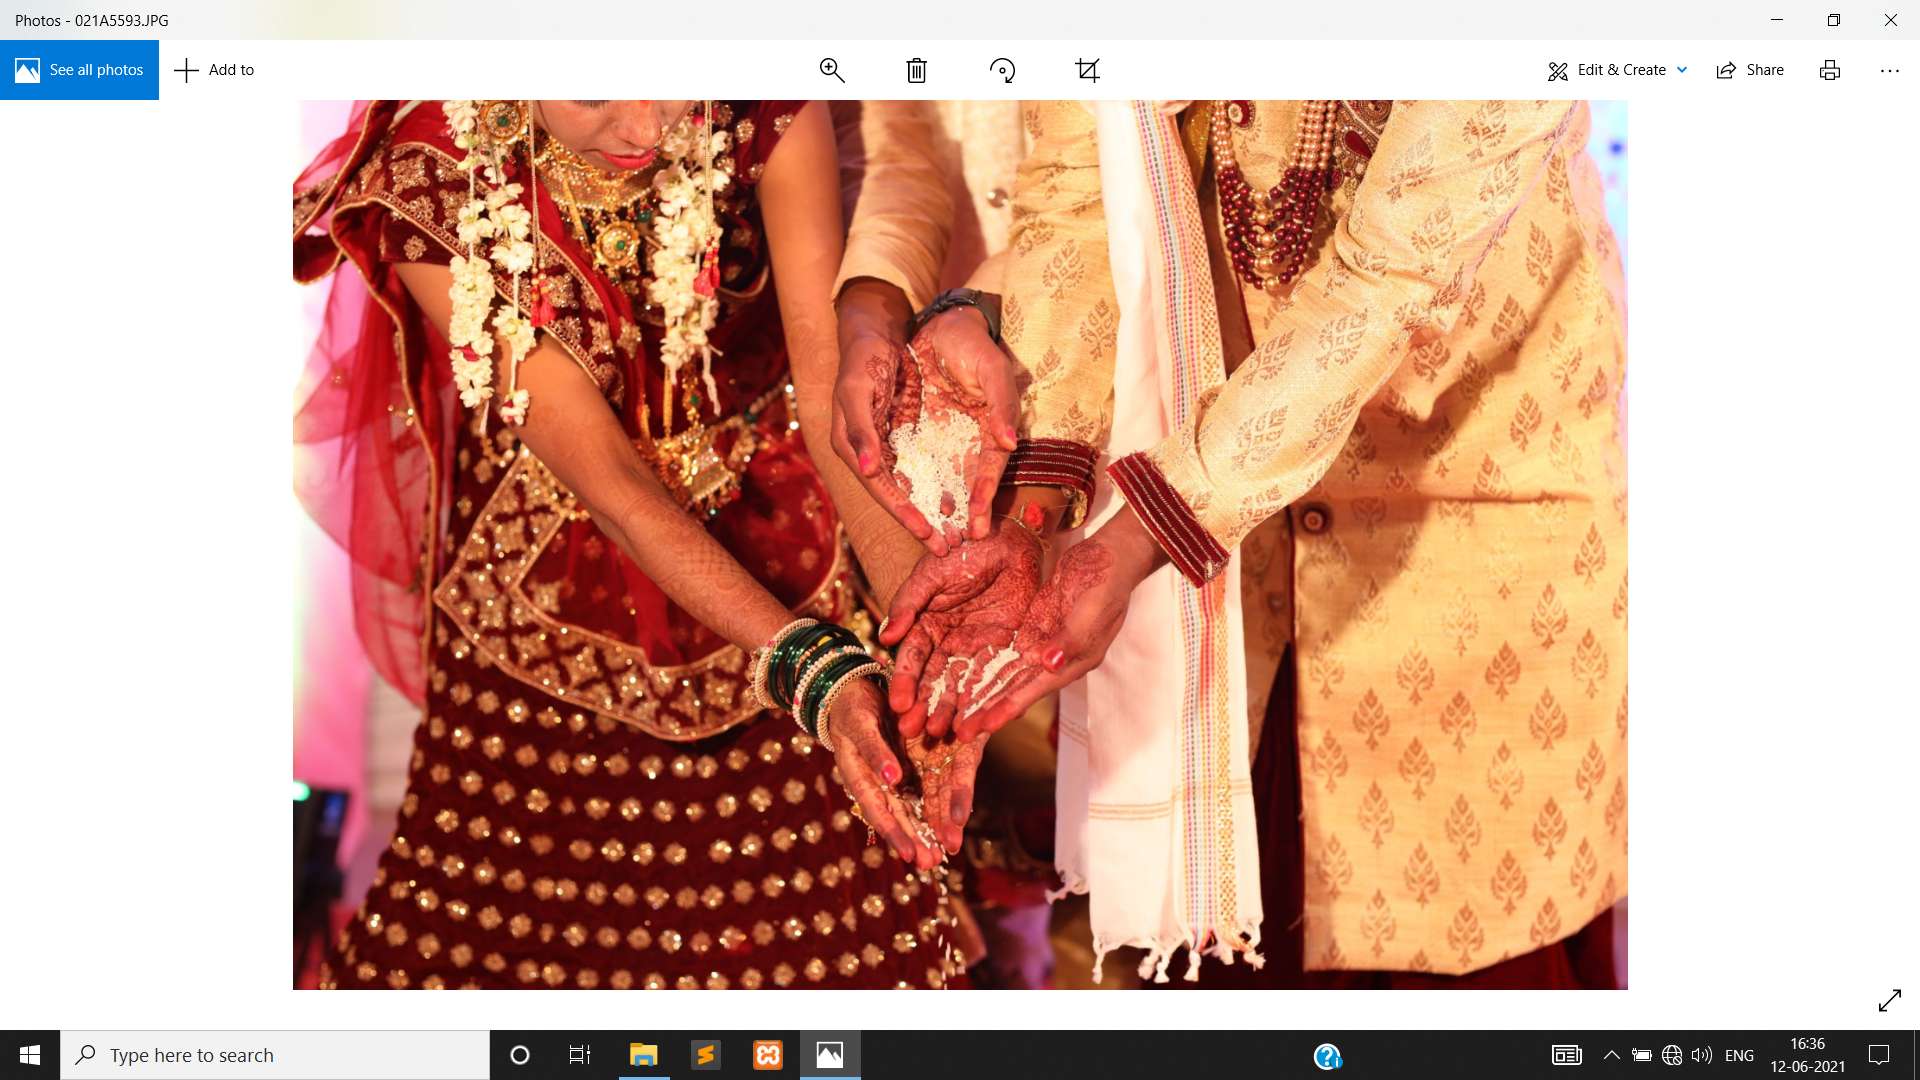 Photos - 021A5593.JPG
See all photos
Add to
Edit & Create
Share
Type here to search
ENG
16:36
12-06-2021